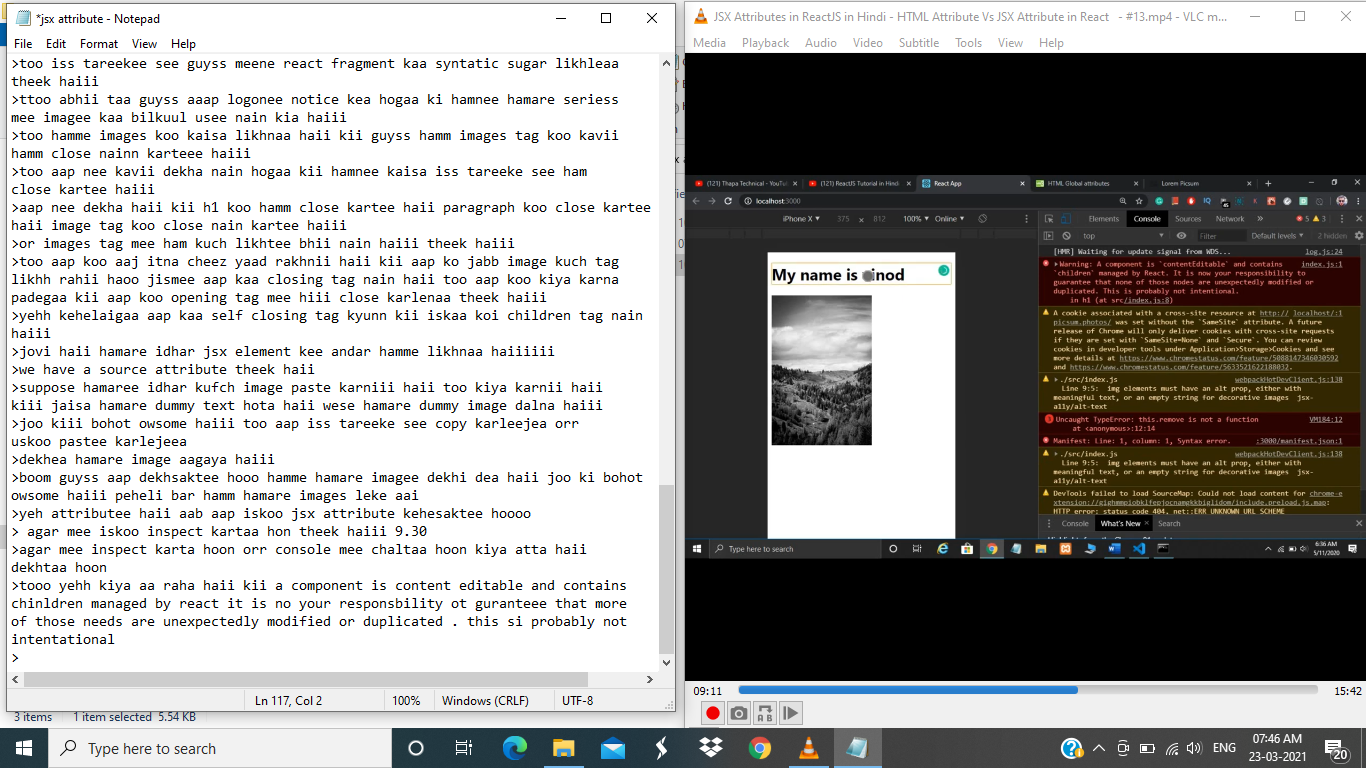 *jsx attribute - Notepad
File Edit Format View Help
>too iss tareekee see guyss meene react fragment kaa syntatic sugar likhleaa
theek haiii
>ttoo abhii taa guyss aaap logonee notice kea hogaa ki hamnee hamare seriess
mee imagee kaa bilkuul usee nain kia haiii
>too hamme images koo kaisa likhnaa haii kii guyss hamm images tag koo kavii
hamm close nainn karteee haiii
>too aap nee kavii dekha nain hogaa kii hamnee kaisa iss tareeke see ham
close kartee haiii
>aap nee dekha haii kii h1 koo hamm close kartee haii paragraph koo close kartee
haii image tag koo close nain kartee haiii
>or images tag mee ham kuch likhtee bhii nain haiii theek haiii
>too aap koo aaj itna cheez yaad rakhnii haii kii aap ko jabb image kuch tag
likhh rahii haoo jismee aap kaa closing tag nain haii too aap koo kiya karna
padegaa kii aap koo opening tag mee hiii close karlenaa theek haiii
>yehh kehelaigaa aap kaa self closing tag kyunn kii iskaa koi children tag nain
haiii
>jovi haii hamare idhar jsx element kee andar hamme likhnaa haiiiiii
>we have a source attribute theek haii
>suppose hamaree idhar kufch image paste karniii haii too kiya karnii haii
kiii jaisa hamare dummy text hota haii wese hamare dummy image dalna haiii
>joo kiii bohot owsome haiii too aap iss tareeke see copy karleejea orr
uskoo pastee karlejeea
>dekhea hamare image aagaya haiii
>boom guyss aap dekhsaktee hooo hamme hamare imagee dekhi dea haii joo ki bohot
owsome haiii peheli bar hamm hamare images leke aai
>yeh attributee haii aab aap iskoo jsx attribute kehesaktee hoooo
> agar mee iskoo inspect kartaa hon theek haiii 9.30
>agar mee inspect karta hoon orr console mee chaltaa hoon kiya atta haii
dekhtaa hoon
>tooo yehh kiya aa raha haii kii a component is content editable and contains
chinldren managed by react it is no your responsbility ot guranteee that more
of those needs are unexpectedly modified or duplicated . this si probably not
intentational
>
Ln 117, Col 2 100% Windows (CRLF) UTF-8
3 items 1 item selected 5.54 KB
JSX Attributes in ReactJS in Hindi - HTML Attribute Vs JSX Attribute in React - #13.mp4 - VLC m...
Media Playback Audio Video Subtitle Tools View Help
(121) Thapa Technical - YouTu (121) ReactJS Tutorial in Hindi React App HTML Global attributes Lorem Picsum
localhost:3000
iPhone X 375 x 812 100% Online
Elements Console Sources Network 5 3
top Filter Default levels 2 hidden
My name is inod
[HMR] Waiting for update signal from WDS... log.js:24
Warning: A component is `contentEditable` and contains index.js:1
`children` managed by React. It is now your responsibility to
guarantee that none of those nodes are unexpectedly modified or
duplicated. This is probably not intentional.
in h1 (at src/index.js:8)
A cookie associated with a cross-site resource at http:// localhost/:1
picsum.photos/ was set without the `SameSite` attribute. A future
release of Chrome will only deliver cookies with cross-site requests
if they are set with `SameSite=None` and `Secure`. You can review
cookies in developer tools under Application>Storage>Cookies and see
more details at https://www.chromestatus.com/feature/5088147346030592
and https://www.chromestatus.com/feature/5633521622188032.
./src/index.js webpackHotDevClient.js:138
Line 9:5: img elements must have an alt prop, either with
meaningful text, or an empty string for decorative images jsx-
a11y/alt-text
Uncaught TypeError: this.remove is not a function VM184:12
at <anonymous>:12:14
Manifest: Line: 1, column: 1, Syntax error. :3000/manifest.json:1
./src/index.js webpackHotDevClient.js:138
Line 9:5: img elements must have an alt prop, either with
meaningful text, or an empty string for decorative images jsx-
a11y/alt-text
DevTools failed to load SourceMap: Could not load content for chrome-e
HTTP error: status code 404, net::ERR_UNKNOWN_URL_SCHEME
Console What's New Search
Type here to search
6:36 AM
5/11/2020
09:11 15:42
Type here to search
ENG
07:46 AM
23-03-2021
20